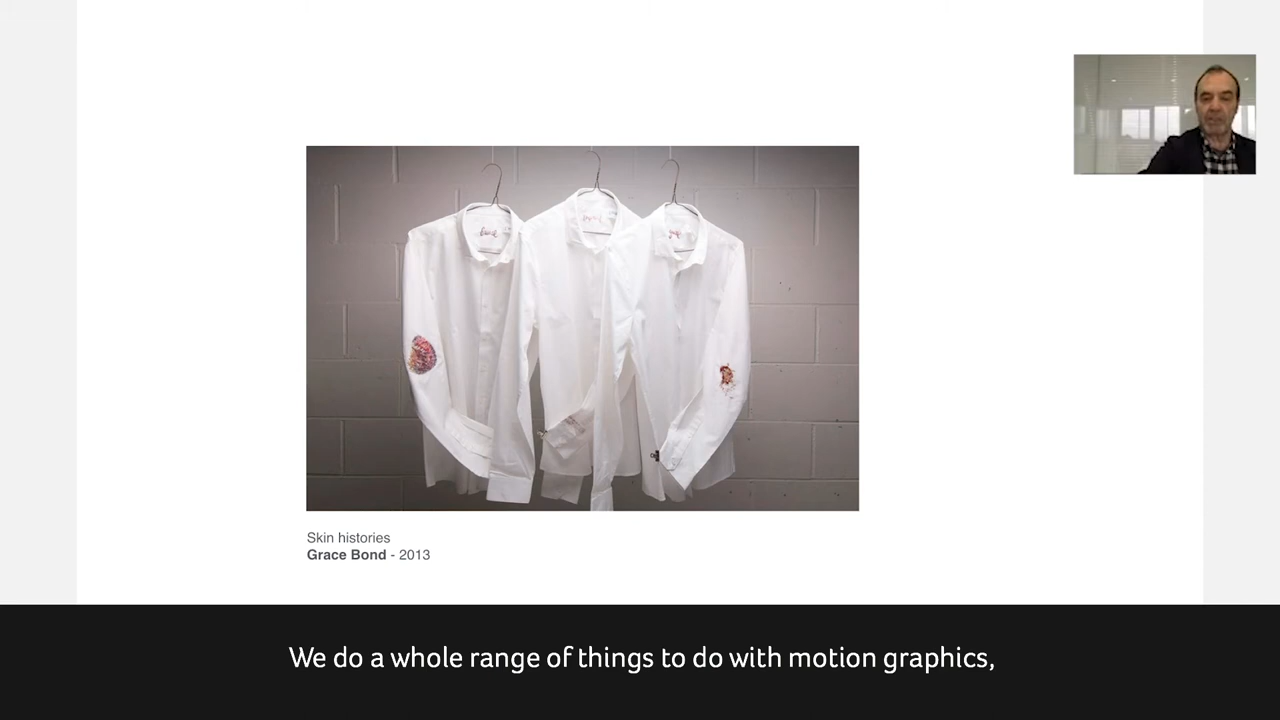 Skin histories
Grace Bond - 2013
We do a whole range of things to do with motion graphics,